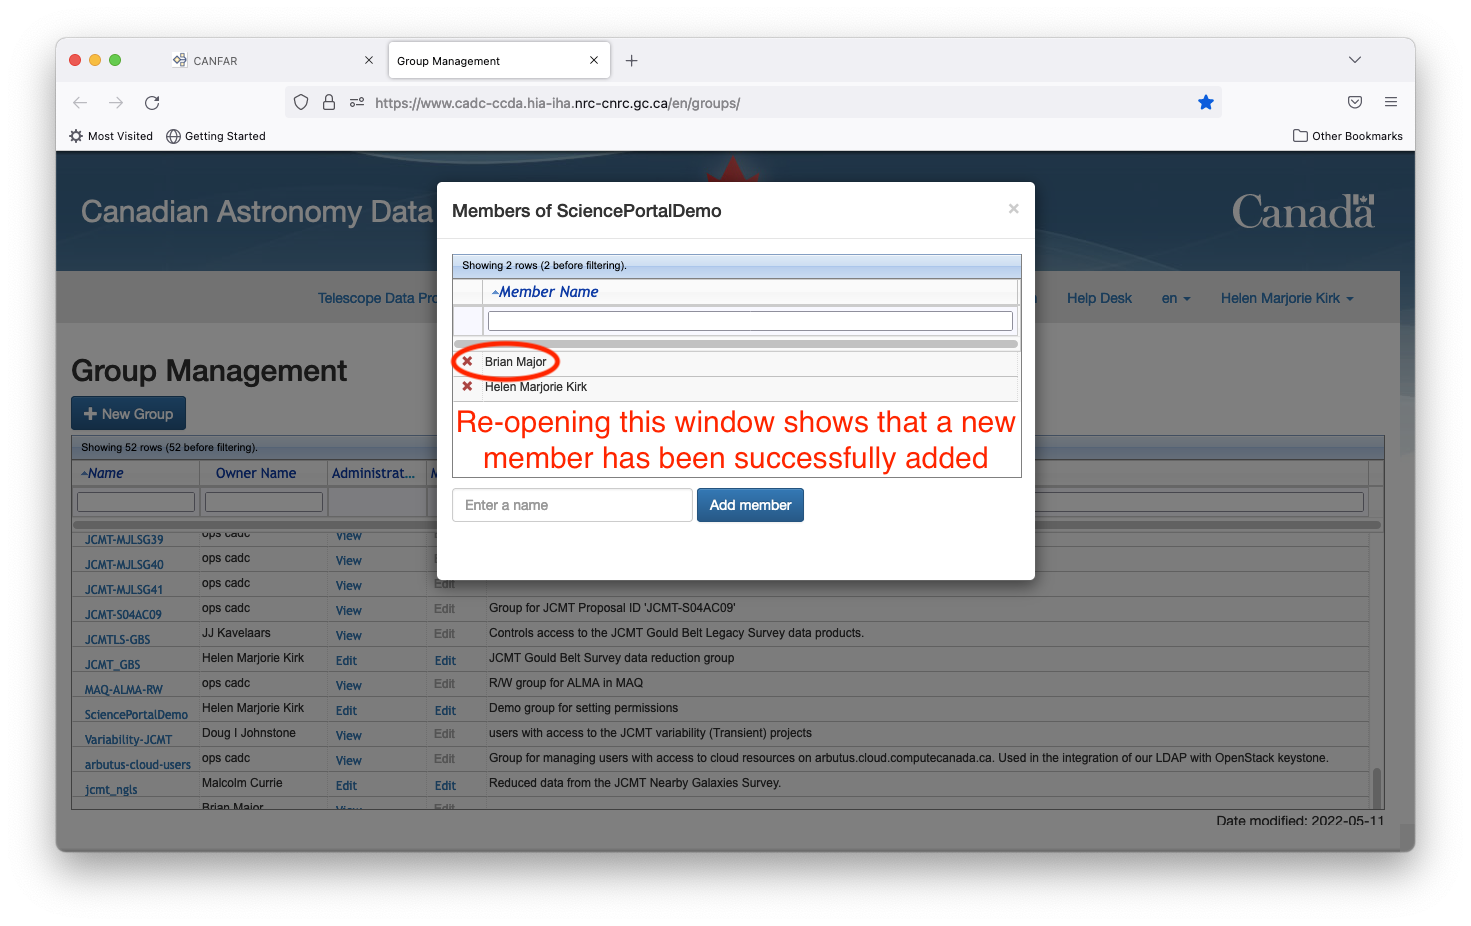 CANFAR
Group Management
https://www.cadc-ccda.hia-iha.nrc-cnrc.gc.ca/en/groups/
Most Visited
Getting Started
Other Bookmarks
Canadian Astronomy Data
Canada
Telescope Data Pro
Help Desk
en
Helen Marjorie Kirk
Members of SciencePortalDemo
Showing 2 rows (2 before filtering).
Member Name
Brian Major
Helen Marjorie Kirk
Re-opening this window shows that a new
member has been successfully added
Enter a name
Add member
Group Management
New Group
Showing 52 rows (52 before filtering).
Name Owner Name Administrat... M
JCMT-MJLSG39 ops cadc View
JCMT-MJLSG40 ops cadc View
JCMT-MJLSG41 ops cadc View Edit
JCMT-S04AC09 ops cadc View Edit Group for JCMT Proposal ID 'JCMT-S04AC09'
JCMTLS-GBS JJ Kavelaars View Edit Controls access to the JCMT Gould Belt Legacy Survey data products.
JCMT_GBS Helen Marjorie Kirk Edit Edit JCMT Gould Belt Survey data reduction group
MAQ-ALMA-RW ops cadc View Edit R/W group for ALMA in MAQ
SciencePortalDemo Helen Marjorie Kirk Edit Edit Demo group for setting permissions
Variability-JCMT Doug I Johnstone View Edit users with access to the JCMT variability (Transient) projects
arbutus-cloud-users ops cadc View Edit Group for managing users with access to cloud resources on arbutus.cloud.computecanada.ca. Used in the integration of our LDAP with OpenStack keystone.
jcmt_ngls Malcolm Currie Edit Edit Reduced data from the JCMT Nearby Galaxies Survey.
Brian Major View Edit
Date modified: 2022-05-11